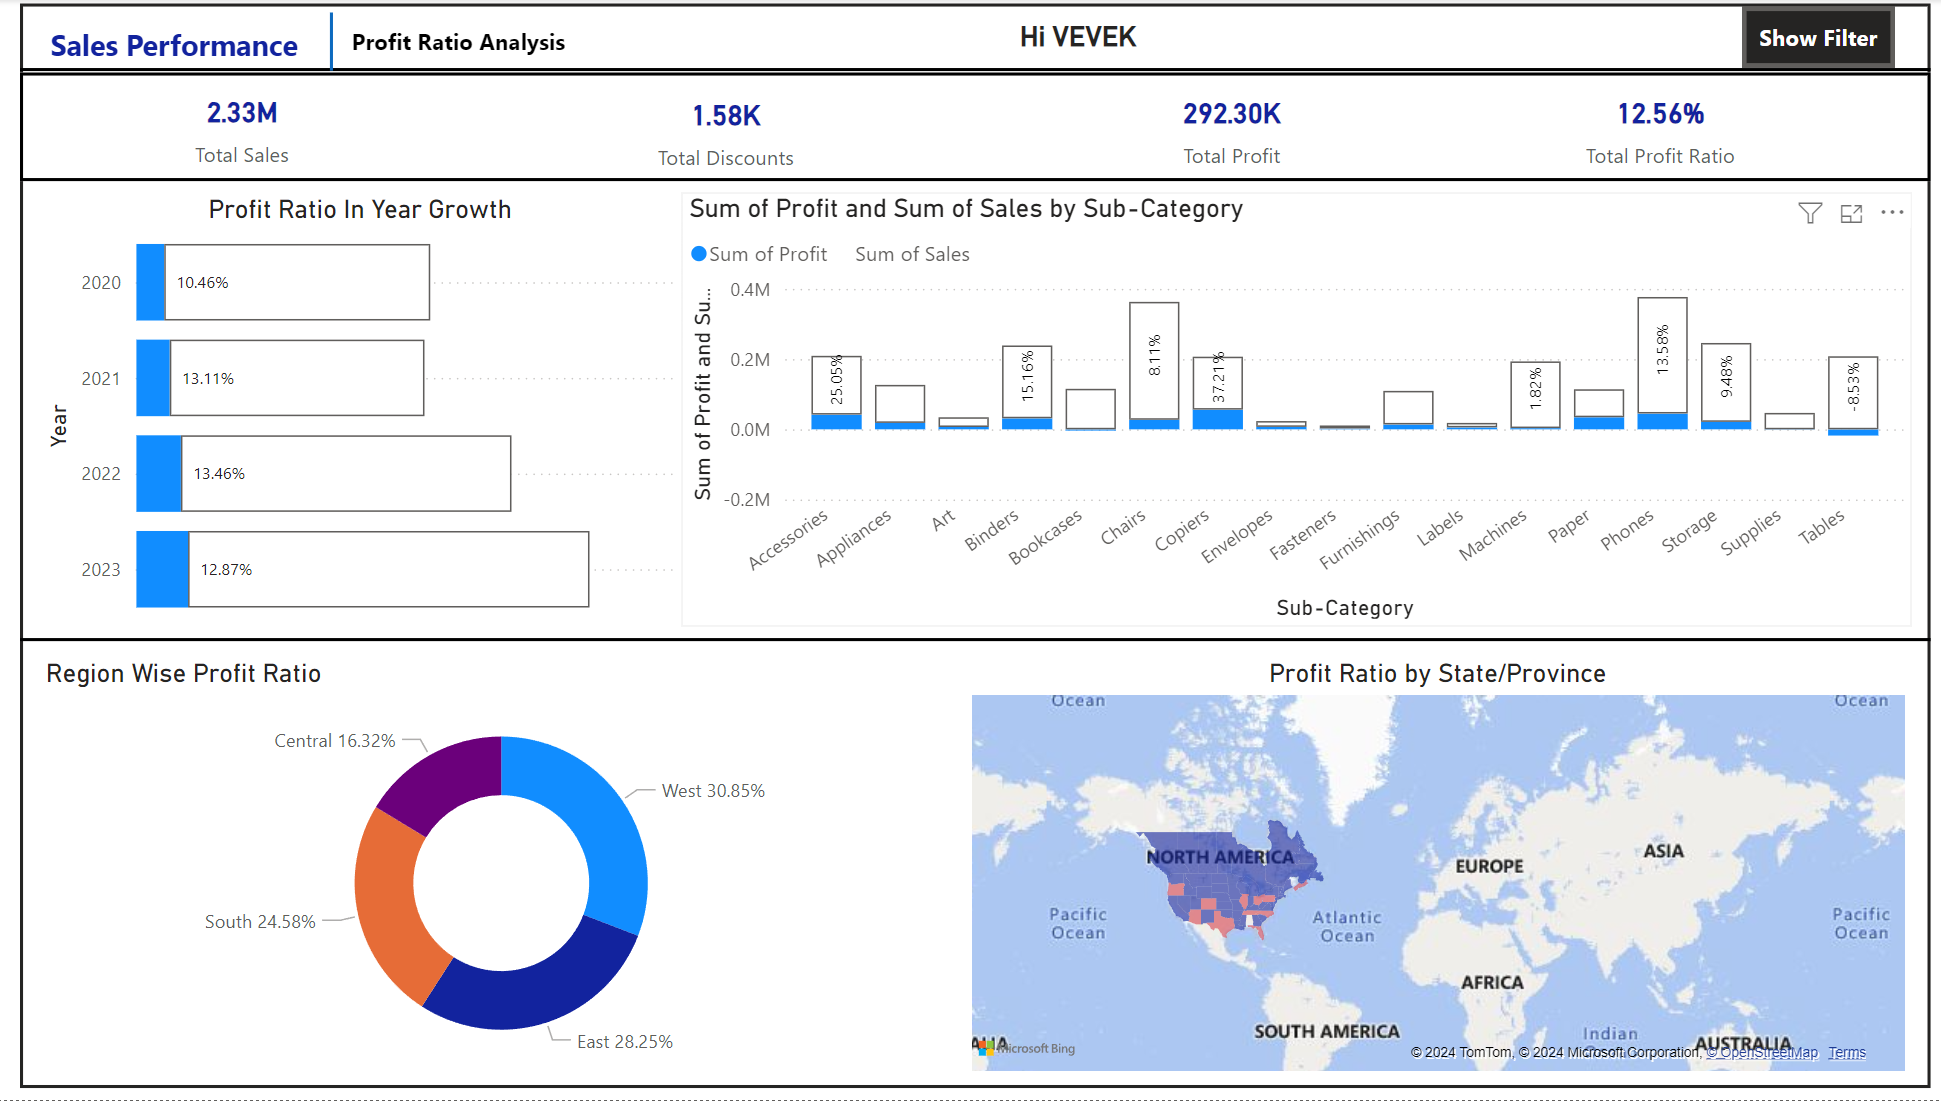 Sales Performance
Profit Ratio Analysis
Hi VEVEK
Show Filter
2.33M
Total Sales
1.58K
Total Discounts
292.30K
Total Profit
12.56%
Total Profit Ratio
Profit Ratio In Year Growth
Year
2020
10.46%
2021
13.11%
2022
13.46%
2023
12.87%
Sum of Profit and Sum of Sales by Sub-Category
Sum of Profit
Sum of Sales
Sum of Profit and Su...
0.4M
0.2M
0.0M
-0.2M
25.05%
15.16%
8.11%
37.21%
1.82%
13.58%
9.48%
-8.53%
Accessories
Appliances
Art
Binders
Bookcases
Chairs
Copiers
Envelopes
Fasteners
Furnishings
Labels
Machines
Paper
Phones
Storage
Supplies
Tables
Sub-Category
Region Wise Profit Ratio
Central 16.32%
West 30.85%
South 24.58%
East 28.25%
Profit Ratio by State/Province
Ocean
Ocean
NORTH AMERICA
EUROPE
ASIA
Pacific
Ocean
Atlantic
Ocean
Pacific
Ocean
AFRICA
SOUTH AMERICA
Indian
AUSTRALIA
ALIA
Microsoft Bing
© 2024 TomTom, © 2024 Microsoft Corporation, © OpenStreetMap Terms